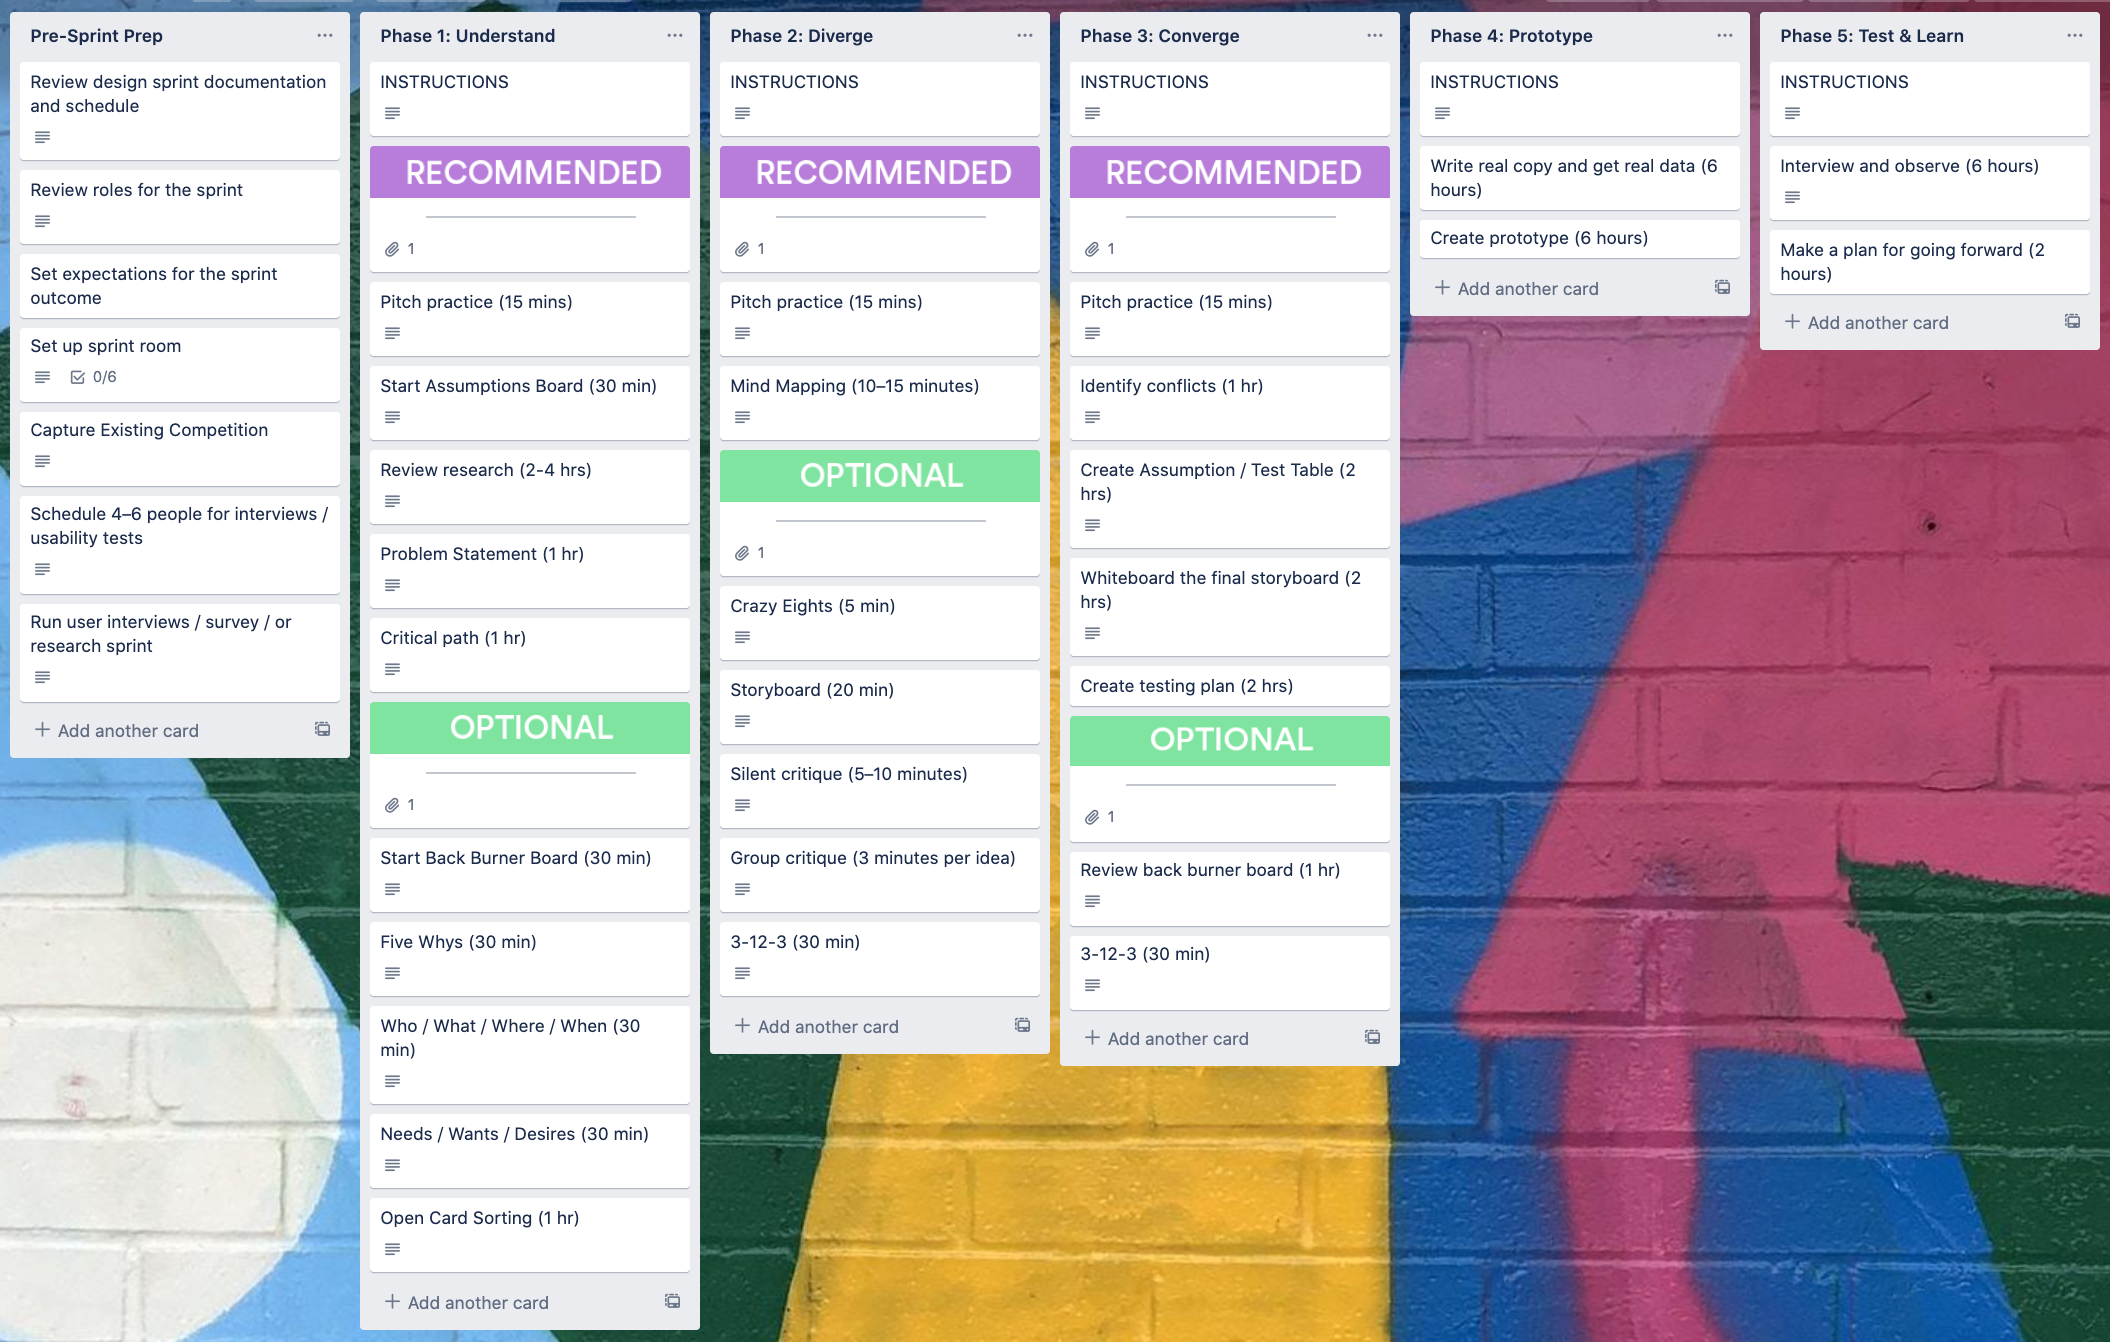 Pre-Sprint Prep
Review design sprint documentation
and schedule
Review roles for the sprint
Set expectations for the sprint
outcome
Set up sprint room
0/6
Capture Existing Competition
Schedule 4–6 people for interviews /
usability tests
Run user interviews / survey / or
research sprint
Add another card
Phase 1: Understand
INSTRUCTIONS
RECOMMENDED
1
Pitch practice (15 mins)
Start Assumptions Board (30 min)
Review research (2-4 hrs)
Problem Statement (1 hr)
Critical path (1 hr)
OPTIONAL
1
Start Back Burner Board (30 min)
Five Whys (30 min)
Who / What / Where / When (30
min)
Needs / Wants / Desires (30 min)
Open Card Sorting (1 hr)
Add another card
Phase 2: Diverge
INSTRUCTIONS
RECOMMENDED
1
Pitch practice (15 mins)
Mind Mapping (10–15 minutes)
OPTIONAL
1
Crazy Eights (5 min)
Storyboard (20 min)
Silent critique (5–10 minutes)
Group critique (3 minutes per idea)
3-12-3 (30 min)
Add another card
Phase 3: Converge
INSTRUCTIONS
RECOMMENDED
1
Pitch practice (15 mins)
Identify conflicts (1 hr)
Create Assumption / Test Table (2
hrs)
Whiteboard the final storyboard (2
hrs)
Create testing plan (2 hrs)
OPTIONAL
1
Review back burner board (1 hr)
3-12-3 (30 min)
Add another card
Phase 4: Prototype
INSTRUCTIONS
Write real copy and get real data (6
hours)
Create prototype (6 hours)
Add another card
Phase 5: Test & Learn
INSTRUCTIONS
Interview and observe (6 hours)
Make a plan for going forward (2
hours)
Add another card